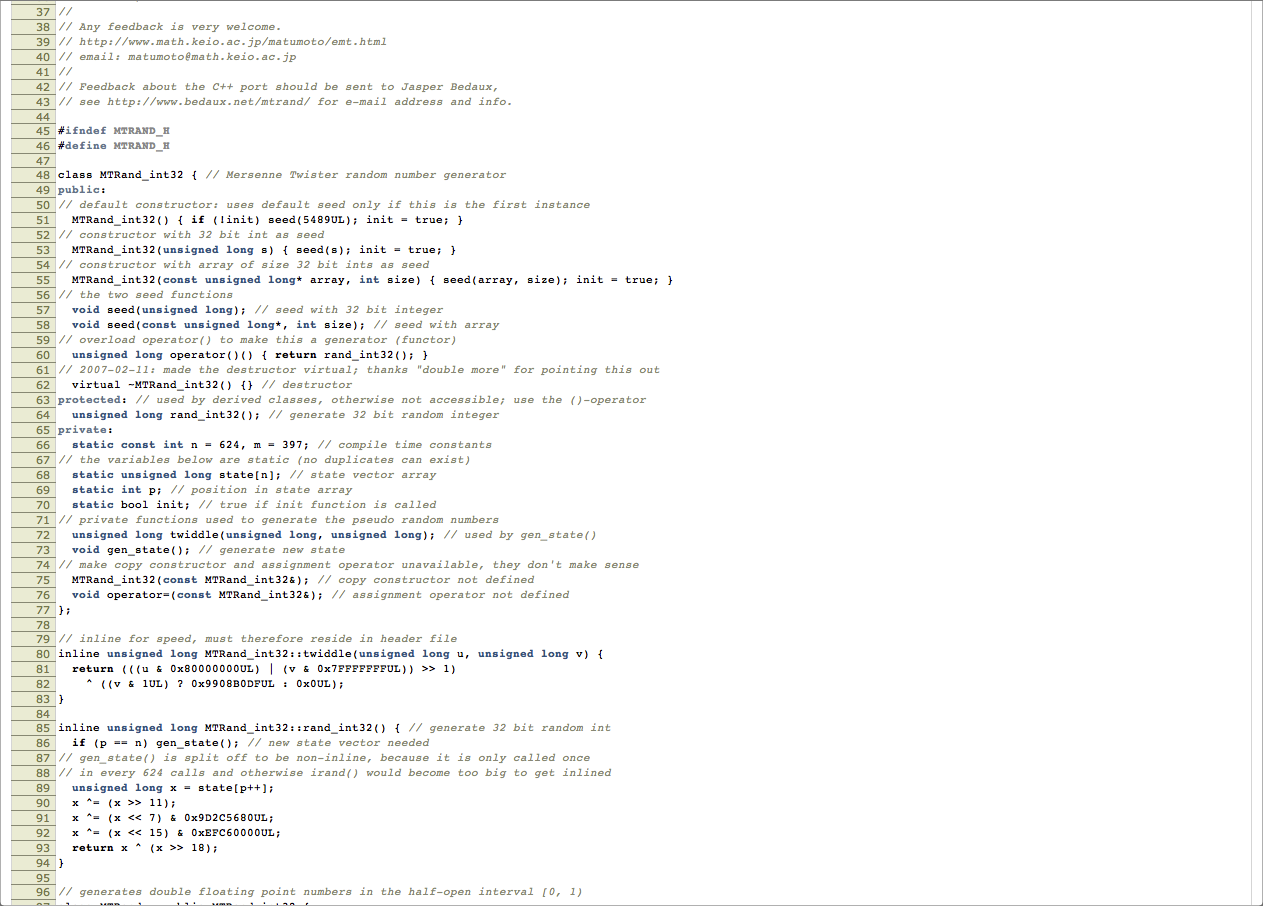 37 //
38 // Any feedback is very welcome.
39 // http://www.math.keio.ac.jp/matumoto/emt.html
40 // email: matumoto@math.keio.ac.jp
41 //
42 // Feedback about the C++ port should be sent to Jasper Bedaux,
43 // see http://www.bedaux.net/mtrand/ for e-mail address and info.
44
45 #ifndef MTRAND_H
46 #define MTRAND_H
47
48 class MTRand_int32 { // Mersenne Twister random number generator
49 public:
50 // default constructor: uses default seed only if this is the first instance
51   MTRand_int32() { if (!init) seed(5489UL); init = true; }
52 // constructor with 32 bit int as seed
53   MTRand_int32(unsigned long s) { seed(s); init = true; }
54 // constructor with array of size 32 bit ints as seed
55   MTRand_int32(const unsigned long* array, int size) { seed(array, size); init = true; }
56 // the two seed functions
57   void seed(unsigned long); // seed with 32 bit integer
58   void seed(const unsigned long*, int size); // seed with array
59 // overload operator() to make this a generator (functor)
60   unsigned long operator()() { return rand_int32(); }
61 // 2007-02-11: made the destructor virtual; thanks "double more" for pointing this out
62   virtual ~MTRand_int32() {} // destructor
63 protected: // used by derived classes, otherwise not accessible; use the ()-operator
64   unsigned long rand_int32(); // generate 32 bit random integer
65 private:
66   static const int n = 624, m = 397; // compile time constants
67 // the variables below are static (no duplicates can exist)
68   static unsigned long state[n]; // state vector array
69   static int p; // position in state array
70   static bool init; // true if init function is called
71 // private functions used to generate the pseudo random numbers
72   unsigned long twiddle(unsigned long, unsigned long); // used by gen_state()
73   void gen_state(); // generate new state
74 // make copy constructor and assignment operator unavailable, they don't make sense
75   MTRand_int32(const MTRand_int32&); // copy constructor not defined
76   void operator=(const MTRand_int32&); // assignment operator not defined
77 };
78
79 // inline for speed, must therefore reside in header file
80 inline unsigned long MTRand_int32::twiddle(unsigned long u, unsigned long v) {
81   return (((u & 0x80000000UL) | (v & 0x7FFFFFFFUL)) >> 1)
82     ^ ((v & 1UL) ? 0x9908B0DFUL : 0x0UL);
83 }
84
85 inline unsigned long MTRand_int32::rand_int32() { // generate 32 bit random int
86   if (p == n) gen_state(); // new state vector needed
87 // gen_state() is split off to be non-inline, because it is only called once
88 // in every 624 calls and otherwise irand() would become too big to get inlined
89   unsigned long x = state[p++];
90   x ^= (x >> 11);
91   x ^= (x << 7) & 0x9D2C5680UL;
92   x ^= (x << 15) & 0xEFC60000UL;
93   return x ^ (x >> 18);
94 }
95
96 // generates double floating point numbers in the half-open interval [0, 1)